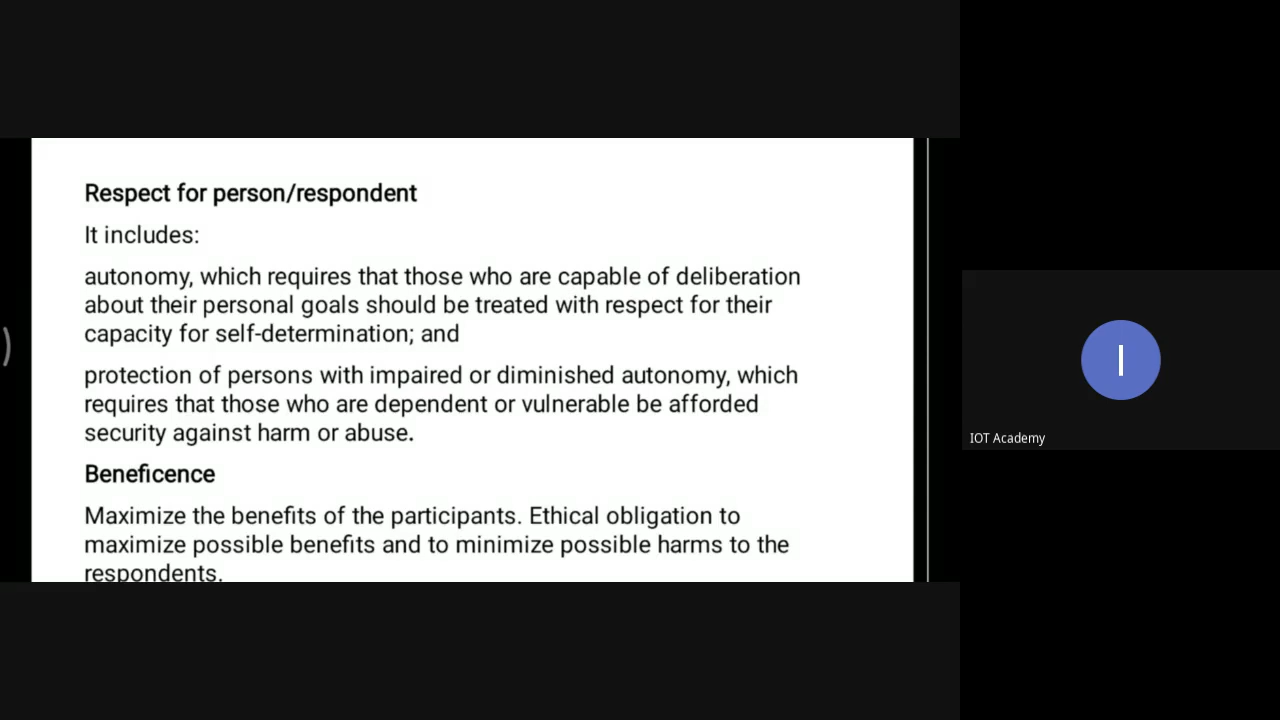 Respect for person/respondent
It includes:
autonomy, which requires that those who are capable of deliberation
about their personal goals should be treated with respect for their
capacity for self-determination; and
protection of persons with impaired or diminished autonomy, which
requires that those who are dependent or vulnerable be afforded
security against harm or abuse.
Beneficence
Maximize the benefits of the participants. Ethical obligation to
maximize possible benefits and to minimize possible harms to the
respondents.
I
IOT Academy